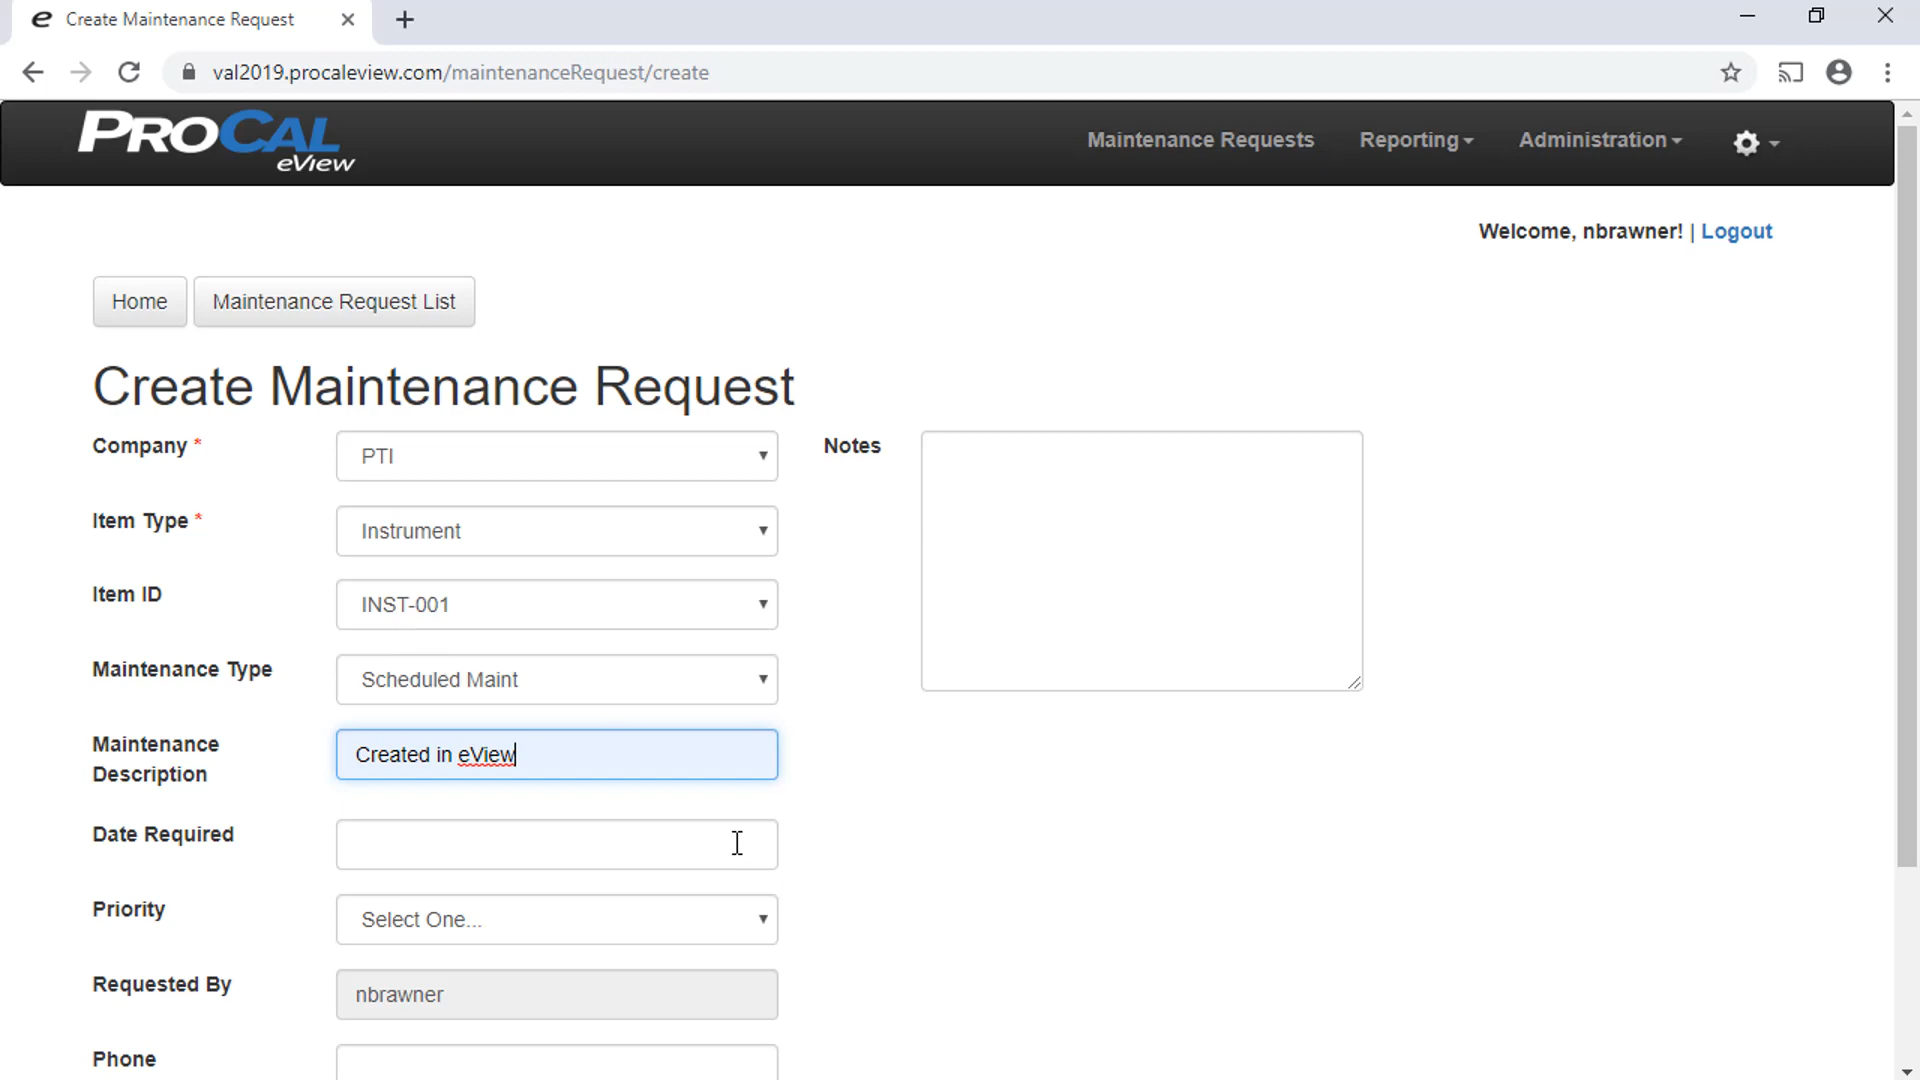 Create Maintenance Request
val2019.procaleview.com/maintenanceRequest/create
PROCAL
eView
Maintenance Requests Reporting Administration
Welcome, nbrawner! | Logout
Home Maintenance Request List
Create Maintenance Request
Company * PTI Notes
Item Type * Instrument
Item ID INST-001
Maintenance Type Scheduled Maint
Maintenance
Description
Created in eView
Date Required
Priority Select One...
Requested By nbrawner
Phone